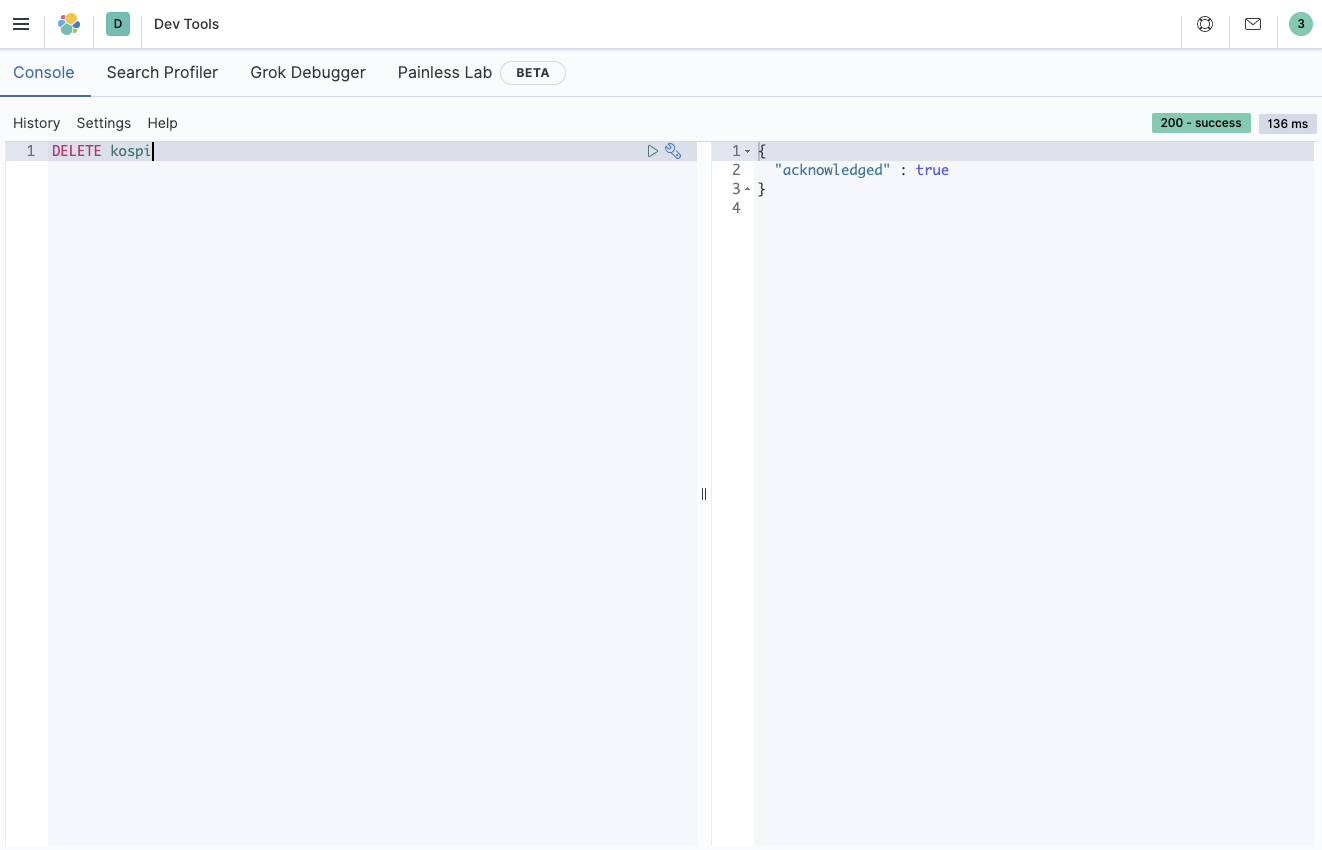 D Dev Tools 3
Console Search Profiler Grok Debugger Painless Lab BETA
History Settings Help 200 - success 136 ms
1 DELETE kospi
1 {
2 "acknowledged" : true
3 }
4